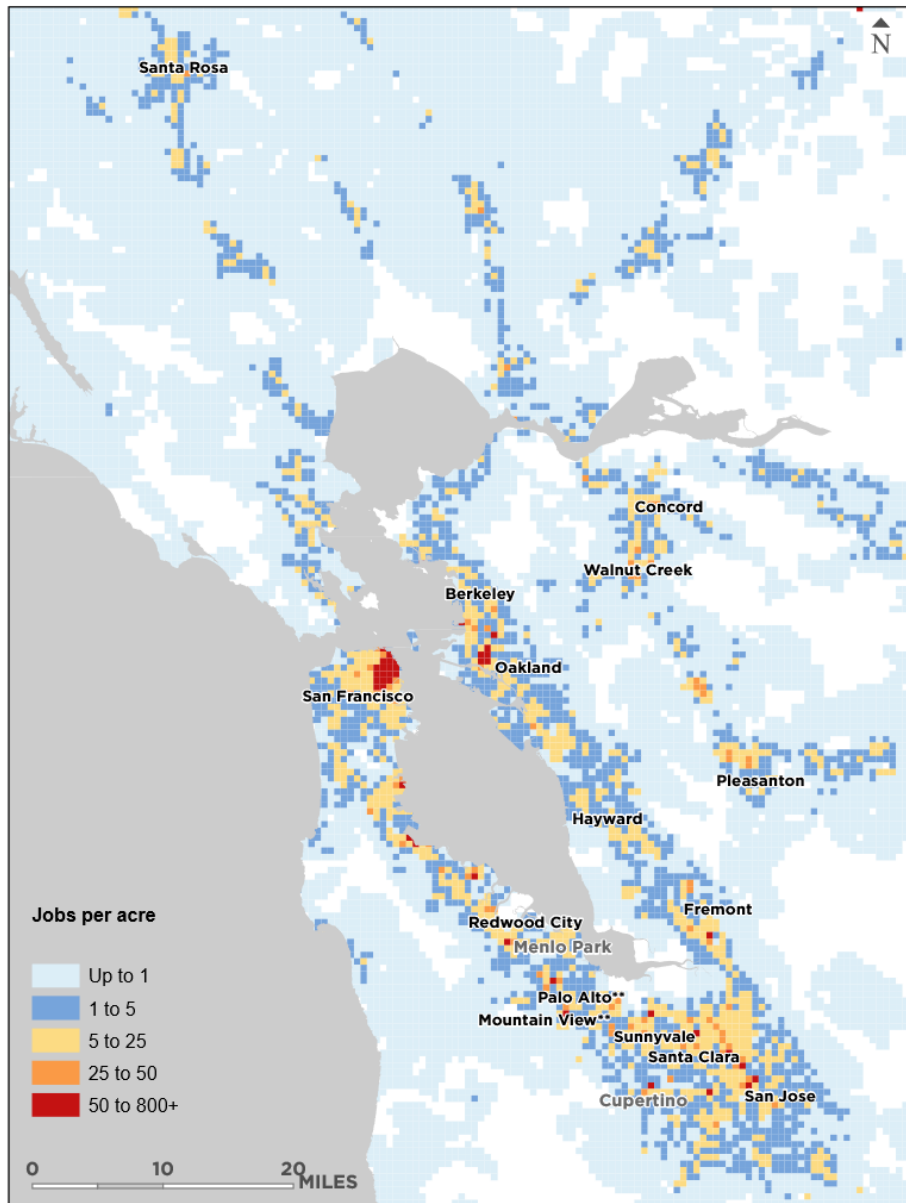 N
Santa Rosa
Concord
Walnut Creek
Berkeley
Oakland
San Francisco
Pleasanton
Hayward
Fremont
Redwood City
Menlo Park
Palo Alto**
Mountain View**
Sunnyvale
Santa Clara
Cupertino
San Jose
Jobs per acre
Up to 1
1 to 5
5 to 25
25 to 50
50 to 800+
0 10 20
MILES